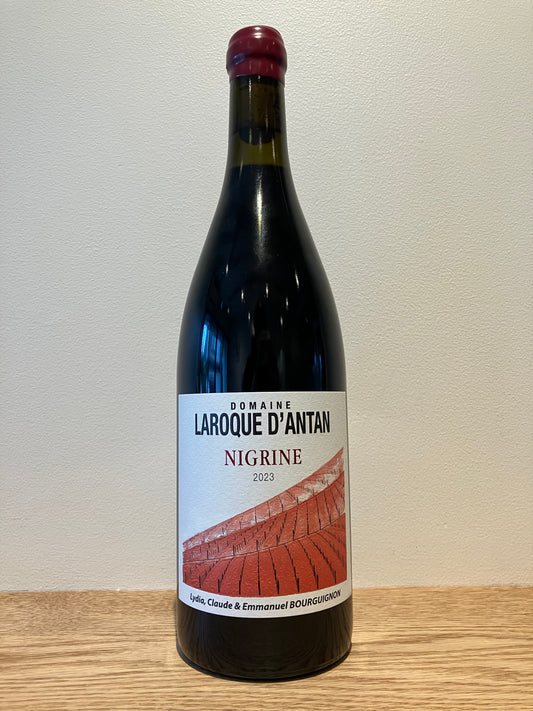 DOMAINE
LAROQUE D'ANTAN
NIGRINE
2023
Lydia, Claude & Emmanuel BOURGUIGNON